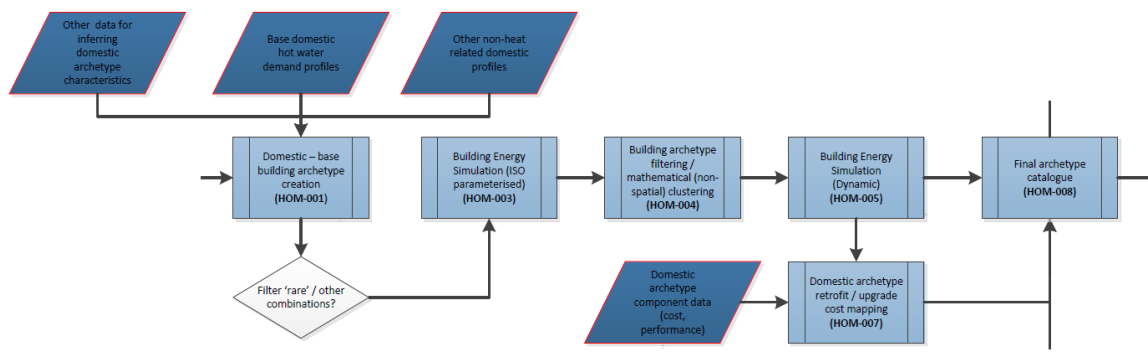 Other data for
inferring
domestic
archetype
characteristics
Base domestic
hot water
demand profiles
Other non-heat
related domestic
profiles
Domestic – base
building archetype
creation
(HOM-001)
Building Energy
Simulation (ISO
parameterised)
(HOM-003)
Building archetype
filtering /
mathematical (non-
spatial) clustering
(HOM-004)
Building Energy
Simulation
(Dynamic)
(HOM-005)
Final archetype
catalogue
(HOM-008)
Filter ‘rare’ / other
combinations?
Domestic
archetype
component data
(cost,
performance)
Domestic archetype
retrofit / upgrade
cost mapping
(HOM-007)